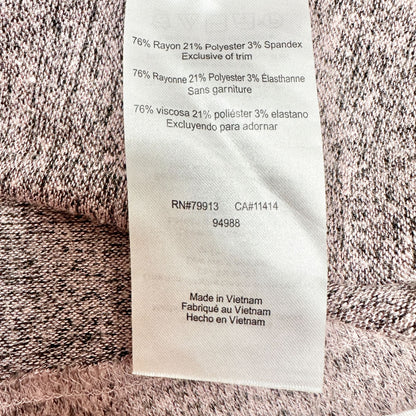 76% Rayon 21% Polyester 3% Spandex
Exclusive of trim
76% Rayonne 21% Polyester 3% Élasthanne
Sans garniture
76% viscosa 21% poliéster 3% elastano
Excluyendo para adornar
RN#79913 CA#11414
94988
Made in Vietnam
Fabriqué au Vietnam
Hecho en Vietnam